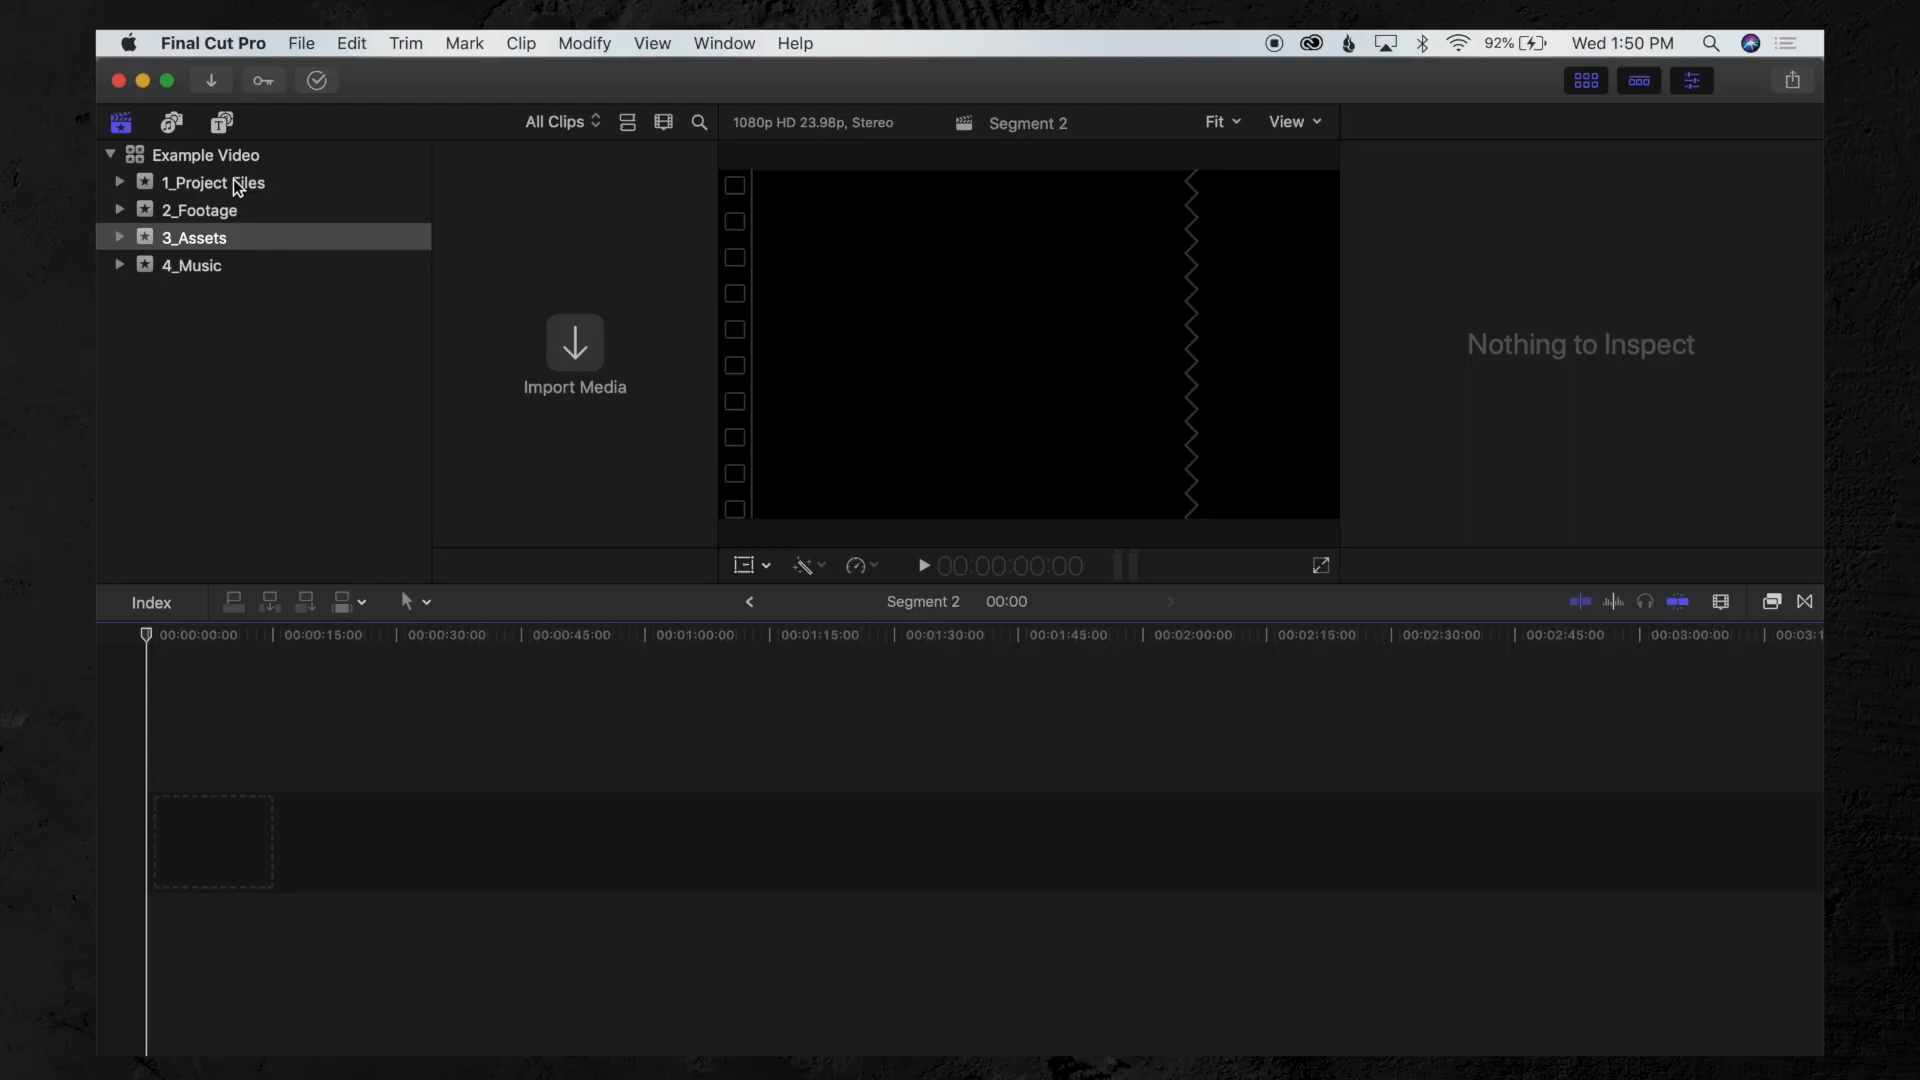 Final Cut Pro File Edit Trim Mark Clip Modify View Window Help 92% Wed 1:50 PM
All Clips 1080p HD 23.98p, Stereo Segment 2 Fit View
Example Video
1_Project Files
2_Footage
3_Assets
4_Music
Import Media
Nothing to Inspect
00:00:00:00
Index Segment 2 00:00
00:00:00:00 00:00:15:00 00:00:30:00 00:00:45:00 00:01:00:00 00:01:15:00 00:01:30:00 00:01:45:00 00:02:00:00 00:02:15:00 00:02:30:00 00:02:45:00 00:03:00:00 00:03:1